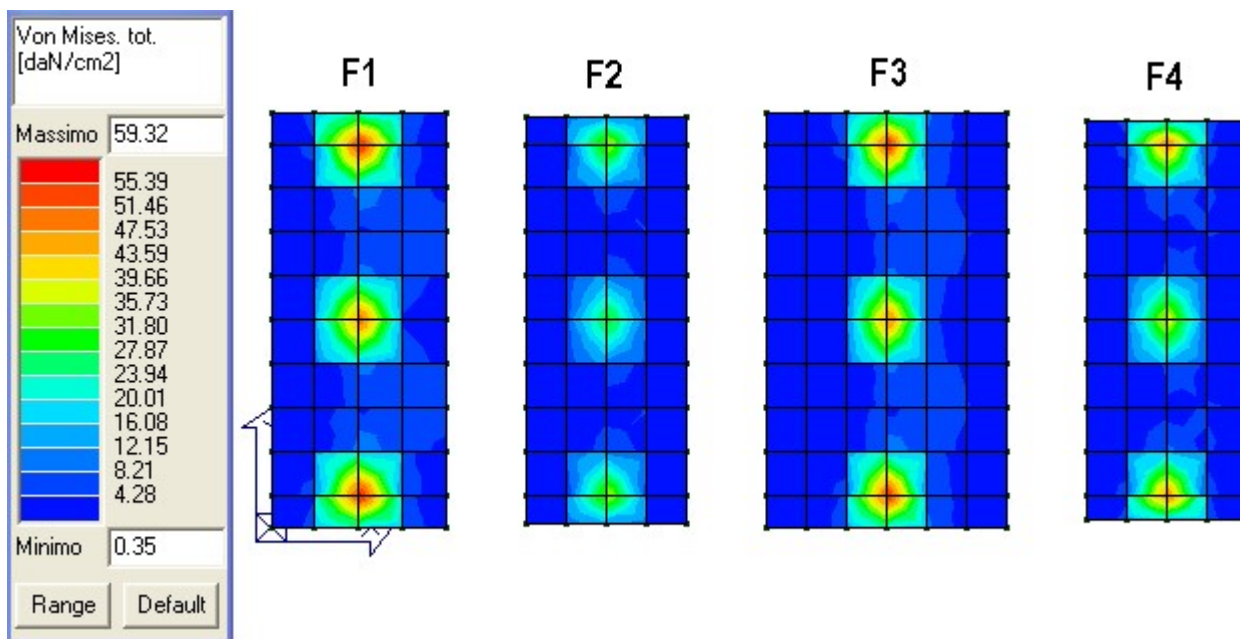 Von Mises. tot.
[daN/cm2]
Massimo 59.32
55.39
51.46
47.53
43.59
39.66
35.73
31.80
27.87
23.94
20.01
16.08
12.15
8.21
4.28
Minimo 0.35
Range Default
F1 F2 F3 F4